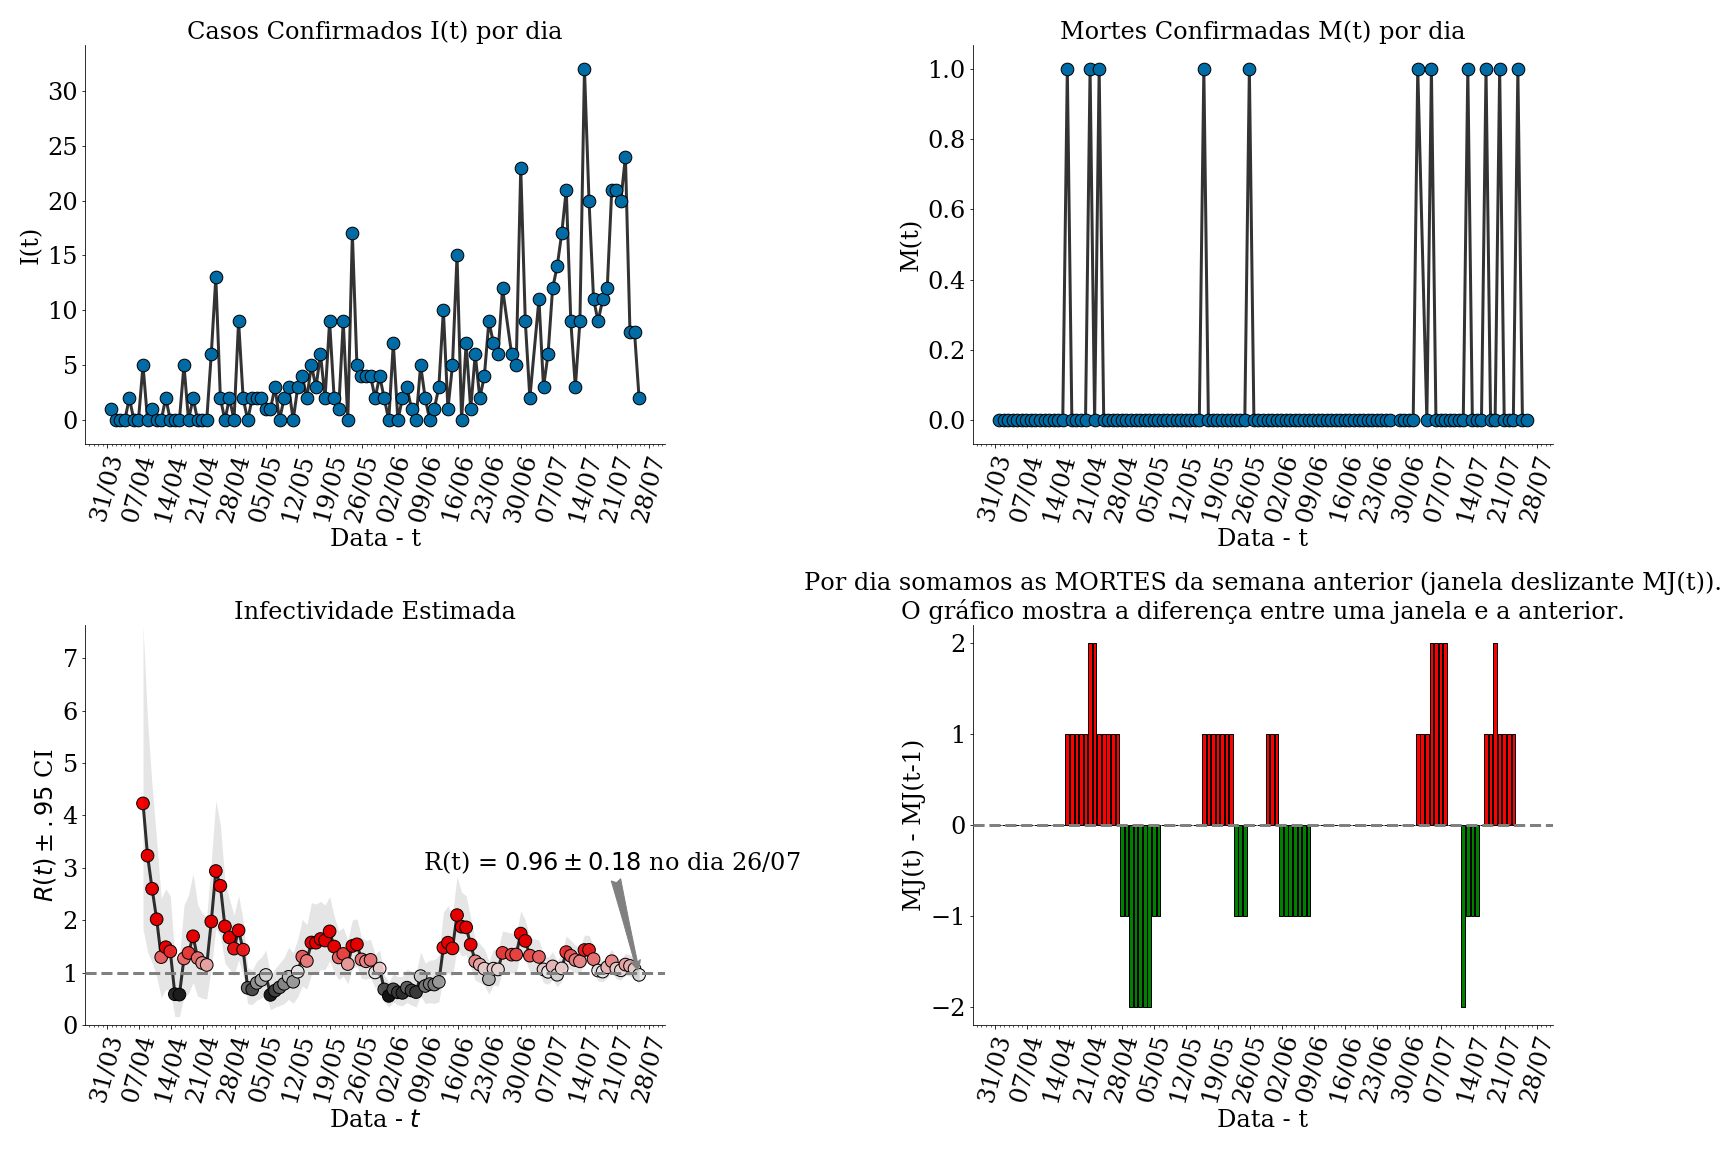 Casos Confirmados I(t) por dia
I(t)
30
25
20
15
10
5
0
31/03 07/04 14/04 21/04 28/04 05/05 12/05 19/05 26/05 02/06 09/06 16/06 23/06 30/06 07/07 14/07 21/07 28/07
Data - t
Mortes Confirmadas M(t) por dia
M(t)
1.0
0.8
0.6
0.4
0.2
0.0
31/03 07/04 14/04 21/04 28/04 05/05 12/05 19/05 26/05 02/06 09/06 16/06 23/06 30/06 07/07 14/07 21/07 28/07
Data - t
Infectividade Estimada
R(t) ± .95 CI
7
6
5
4
3
2
1
0
R(t) = 0.96 ± 0.18 no dia 26/07
31/03 07/04 14/04 21/04 28/04 05/05 12/05 19/05 26/05 02/06 09/06 16/06 23/06 30/06 07/07 14/07 21/07 28/07
Data - t
Por dia somamos as MORTES da semana anterior (janela deslizante MJ(t)).
O gráfico mostra a diferença entre uma janela e a anterior.
MJ(t) - MJ(t-1)
2
1
0
−1
−2
31/03 07/04 14/04 21/04 28/04 05/05 12/05 19/05 26/05 02/06 09/06 16/06 23/06 30/06 07/07 14/07 21/07 28/07
Data - t